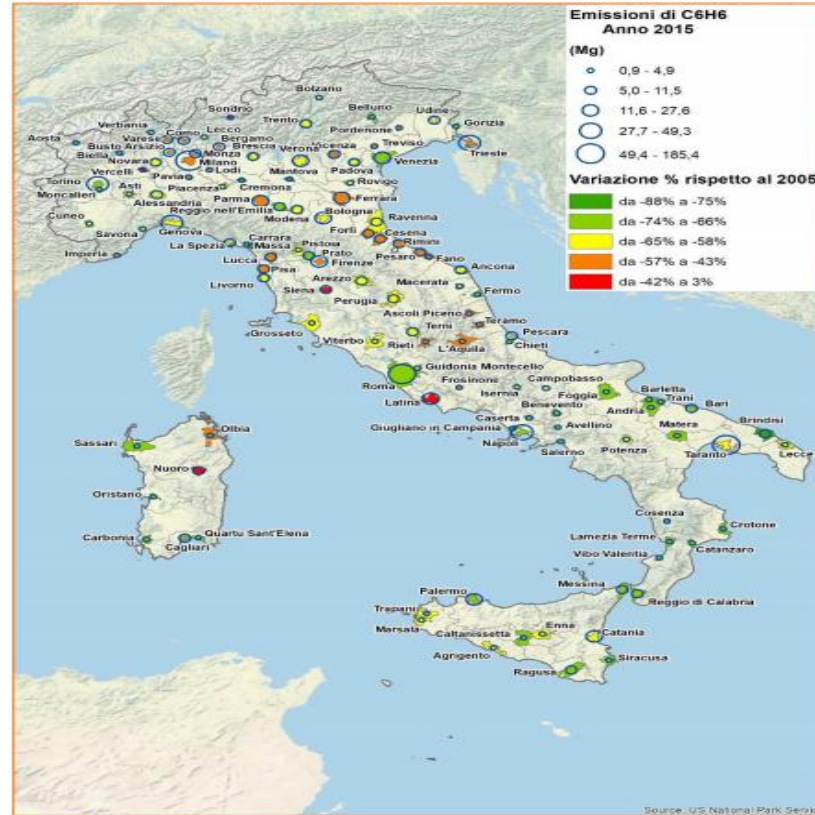 Emissioni di C6H6
Anno 2015
(Mg)
0,9 - 4,9
5,0 - 11,5
11,6 - 27,6
27,7 - 49,3
49,4 - 185,4
Variazione % rispetto al 2005
da -88% a -75%
da -74% a -66%
da -65% a -58%
da -57% a -43%
da -42% a 3%
Bolzano
Sondrio
Belluno
Udine
Verbania
Trento
Gorizia
Lecco
Pordenone
Varese
Como
Bergamo
Aosta
Treviso
Busto Arsizio
Brescia
Verona
Vicenza
Biella
Monza
Trieste
Novara
Milano
Venezia
Vercelli
Lodi
Mantova
Padova
Torino
Pavia
Cremona
Rovigo
Moncalieri
Asti
Piacenza
Ferrara
Alessandria
Parma
Reggio nell'Emilia
Bologna
Cuneo
Modena
Ravenna
Savona
Genova
Forlì
Cesena
La Spezia
Carrara
Pistoia
Rimini
Imperia
Massa
Prato
Pesaro
Fano
Lucca
Firenze
Pisa
Ancona
Arezzo
Livorno
Macerata
Siena
Fermo
Perugia
Ascoli Piceno
Teramo
Grosseto
Terni
Pescara
Viterbo
Rieti
L'Aquila
Chieti
Guidonia Montecelio
Roma
Frosinone
Campobasso
Isernia
Foggia
Barletta
Latina
Trani
Benevento
Andria
Bari
Caserta
Brindisi
Olbia
Giugliano in Campania
Avellino
Matera
Sassari
Napoli
Salerno
Potenza
Taranto
Lecce
Nuoro
Oristano
Cosenza
Crotone
Carbonia
Quartu Sant'Elena
Lamezia Terme
Cagliari
Catanzaro
Vibo Valentia
Messina
Palermo
Reggio di Calabria
Trapani
Enna
Marsala
Caltanissetta
Catania
Agrigento
Siracusa
Ragusa
Source: US National Park Servic